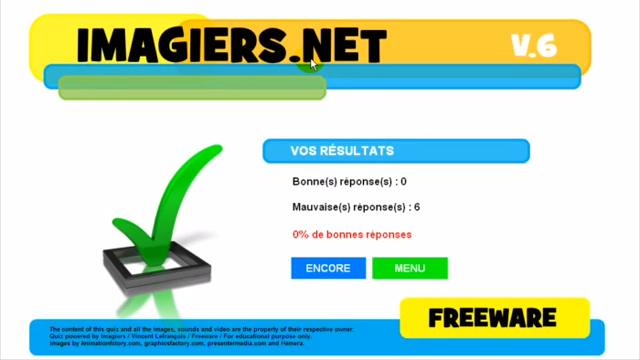 IMAGIERS.NET
V.6
VOS RÉSULTATS
Bonne(s) réponse(s) : 0
Mauvaise(s) réponse(s) : 6
0% de bonnes réponses
ENCORE
MENU
FREEWARE
The content of this quiz and all the images, sounds and video are the property of their respective owner.
Quiz powered by Imagiers / Vincent Lefrançois / Freeware / For educational purpose only.
Images by Animationfctory.com, graphicsfactory.com, presentermedia.com and Hemera.